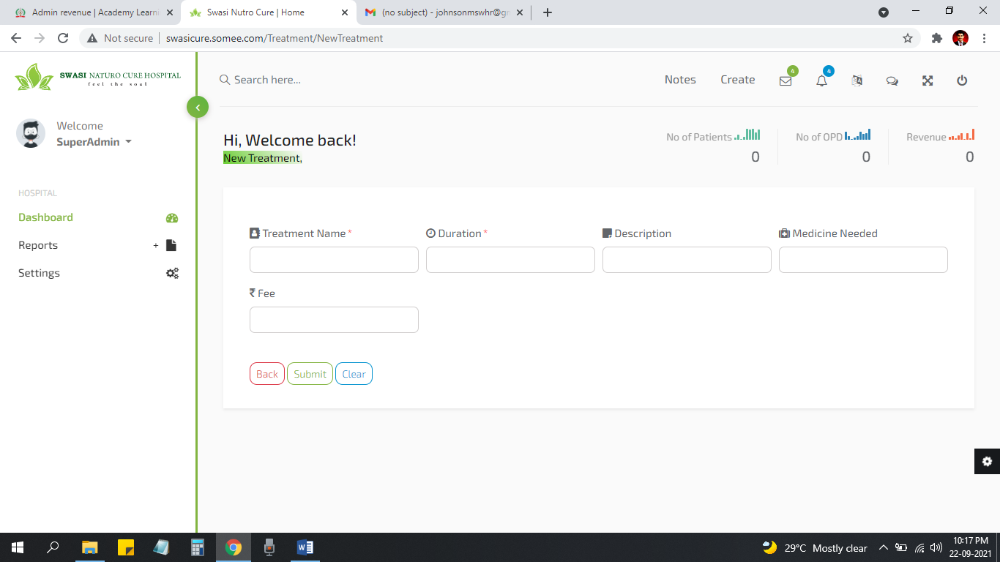 Admin revenue | Academy Learni
Swasi Nutro Cure | Home
(no subject) - johnsonmswhr@gm
Not secure
swasicure.somee.com/Treatment/NewTreatment
SWASI NATURO CURE HOSPITAL
feel the soul
Search here...
Notes
Create
4
4
Welcome
SuperAdmin
Hi, Welcome back!
New Treatment,
No of Patients
0
No of OPD
0
Revenue
0
HOSPITAL
Dashboard
Reports +
Settings
Treatment Name*
Duration*
Description
Medicine Needed
₹ Fee
Back
Submit
Clear
29°C Mostly clear
10:17 PM
22-09-2021